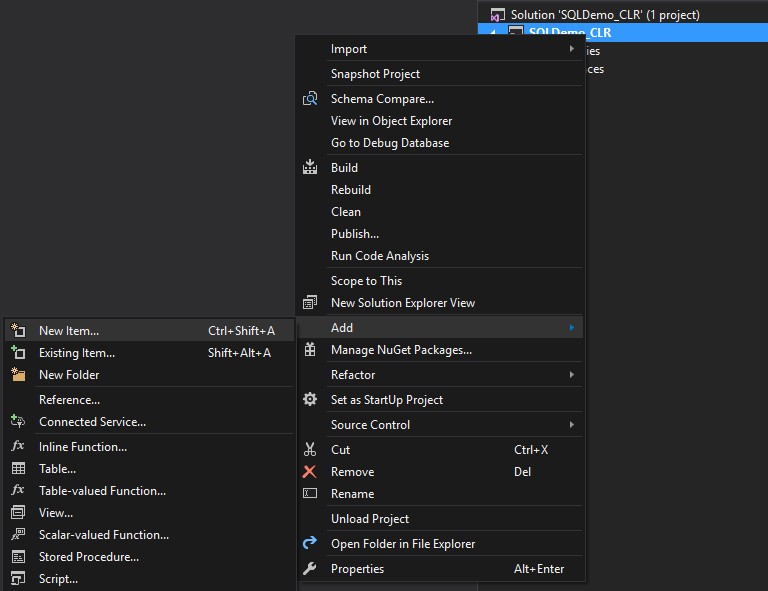 Solution 'SQLDemo_CLR' (1 project)
SQLDemo_CLR
ies
ces
Import
Snapshot Project
Schema Compare...
View in Object Explorer
Go to Debug Database
Build
Rebuild
Clean
Publish...
Run Code Analysis
Scope to This
New Solution Explorer View
Add
Manage NuGet Packages...
Refactor
Set as StartUp Project
Source Control
Cut Ctrl+X
Remove Del
Rename
Unload Project
Open Folder in File Explorer
Properties Alt+Enter
New Item... Ctrl+Shift+A
Existing Item... Shift+Alt+A
New Folder
Reference...
Connected Service...
Inline Function...
Table...
Table-valued Function...
View...
Scalar-valued Function...
Stored Procedure...
Script...